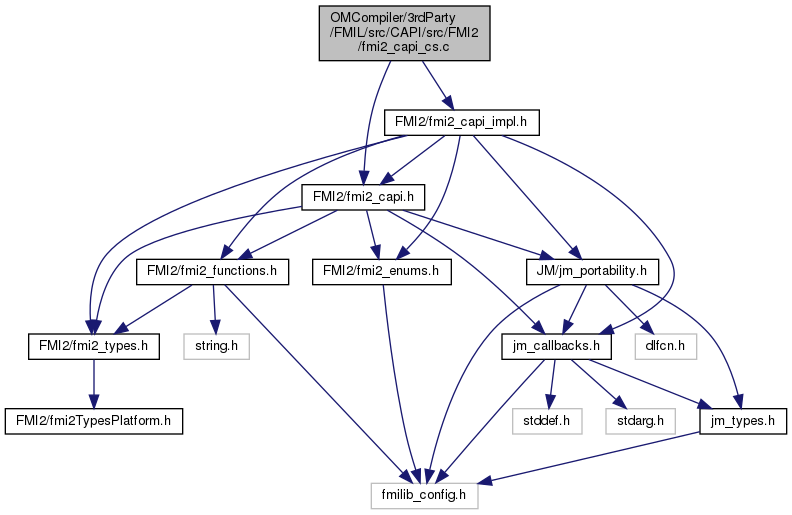 OMCompiler/3rdParty
/FMIL/src/CAPI/src/FMI2
/fmi2_capi_cs.c
FMI2/fmi2_capi_impl.h
FMI2/fmi2_capi.h
FMI2/fmi2_functions.h
FMI2/fmi2_enums.h
JM/jm_portability.h
FMI2/fmi2_types.h
string.h
jm_callbacks.h
dlfcn.h
FMI2/fmi2TypesPlatform.h
stddef.h
stdarg.h
jm_types.h
fmilib_config.h